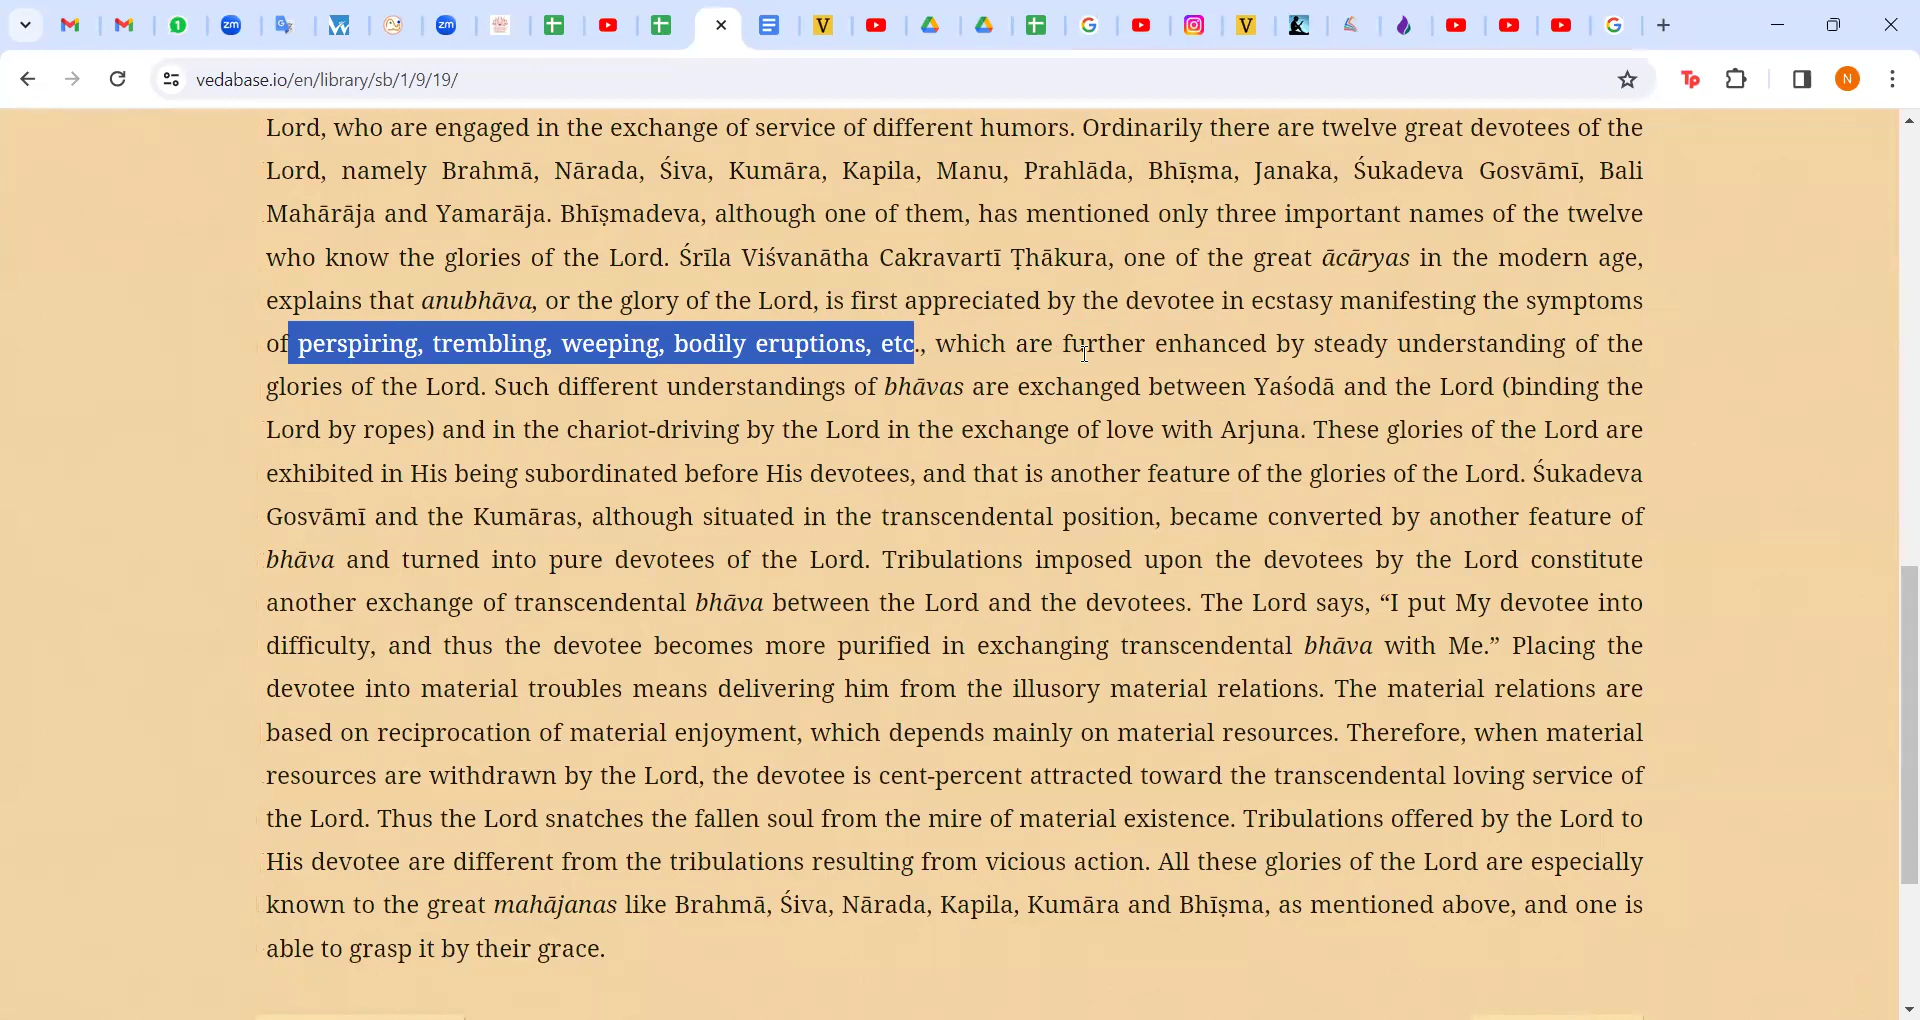 vedabase.io/en/library/sb/1/9/19/
Tp
N
Lord, who are engaged in the exchange of service of different humors. Ordinarily there are twelve great devotees of the
Lord, namely Brahmā, Nārada, Śiva, Kumāra, Kapila, Manu, Prahlāda, Bhīṣma, Janaka, Śukadeva Gosvāmī, Bali
Mahārāja and Yamarāja. Bhīṣmadeva, although one of them, has mentioned only three important names of the twelve
who know the glories of the Lord. Śrīla Viśvanātha Cakravartī Ṭhākura, one of the great ācāryas in the modern age,
explains that anubhāva, or the glory of the Lord, is first appreciated by the devotee in ecstasy manifesting the symptoms
of perspiring, trembling, weeping, bodily eruptions, etc., which are further enhanced by steady understanding of the
glories of the Lord. Such different understandings of bhāvas are exchanged between Yaśodā and the Lord (binding the
Lord by ropes) and in the chariot-driving by the Lord in the exchange of love with Arjuna. These glories of the Lord are
exhibited in His being subordinated before His devotees, and that is another feature of the glories of the Lord. Śukadeva
Gosvāmī and the Kumāras, although situated in the transcendental position, became converted by another feature of
bhāva and turned into pure devotees of the Lord. Tribulations imposed upon the devotees by the Lord constitute
another exchange of transcendental bhāva between the Lord and the devotees. The Lord says, “I put My devotee into
difficulty, and thus the devotee becomes more purified in exchanging transcendental bhāva with Me.” Placing the
devotee into material troubles means delivering him from the illusory material relations. The material relations are
based on reciprocation of material enjoyment, which depends mainly on material resources. Therefore, when material
resources are withdrawn by the Lord, the devotee is cent-percent attracted toward the transcendental loving service of
the Lord. Thus the Lord snatches the fallen soul from the mire of material existence. Tribulations offered by the Lord to
His devotee are different from the tribulations resulting from vicious action. All these glories of the Lord are especially
known to the great mahājanas like Brahmā, Śiva, Nārada, Kapila, Kumāra and Bhīṣma, as mentioned above, and one is
able to grasp it by their grace.